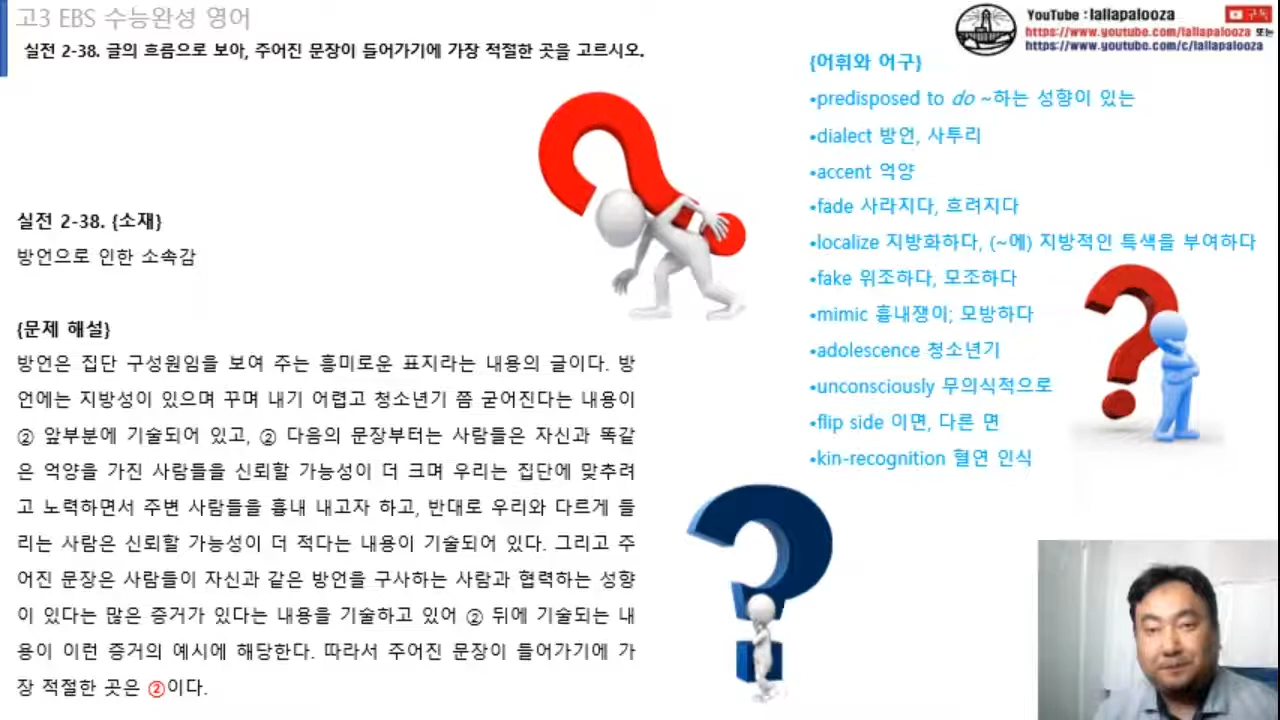 고3 EBS 수능완성 영어
실전 2-38. 글의 흐름으로 보아, 주어진 문장이 들어가기에 가장 적절한 곳을 고르시오.
실전 2-38. {소재}
방언으로 인한 소속감
{문제 해설}
방언은 집단 구성원임을 보여 주는 흥미로운 표지라는 내용의 글이다. 방
언에는 지방성이 있으며 꾸며 내기 어렵고 청소년기 쯤 굳어진다는 내용이
② 앞부분에 기술되어 있고, ② 다음의 문장부터는 사람들은 자신과 똑같
은 억양을 가진 사람들을 신뢰할 가능성이 더 크며 우리는 집단에 맞추려
고 노력하면서 주변 사람들을 흉내 내고자 하고, 반대로 우리와 다르게 들
리는 사람은 신뢰할 가능성이 더 적다는 내용이 기술되어 있다. 그리고 주
어진 문장은 사람들이 자신과 같은 방언을 구사하는 사람과 협력하는 성향
이 있다는 많은 증거가 있다는 내용을 기술하고 있어 ② 뒤에 기술되는 내
용이 이런 증거의 예시에 해당한다. 따라서 주어진 문장이 들어가기에 가
장 적절한 곳은 ②이다.
YouTube : lallapalooza 구독
https://www.youtube.com/lallapalooza 또는
https://www.youtube.com/c/lallapalooza
{어휘와 어구}
•predisposed to do ~하는 성향이 있는
•dialect 방언, 사투리
•accent 억양
•fade 사라지다, 흐려지다
•localize 지방화하다, (~에) 지방적인 특색을 부여하다
•fake 위조하다, 모조하다
•mimic 흉내쟁이; 모방하다
•adolescence 청소년기
•unconsciously 무의식적으로
•flip side 이면, 다른 면
•kin-recognition 혈연 인식